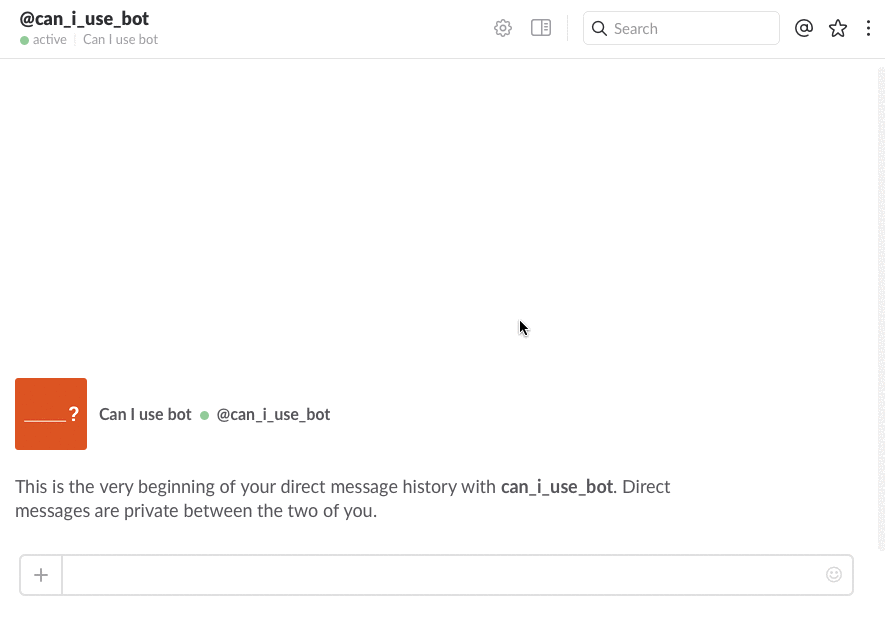 @can_i_use_bot
active | Can I use bot
Search
____?
Can I use bot @can_i_use_bot
This is the very beginning of your direct message history with can_i_use_bot. Direct
messages are private between the two of you.